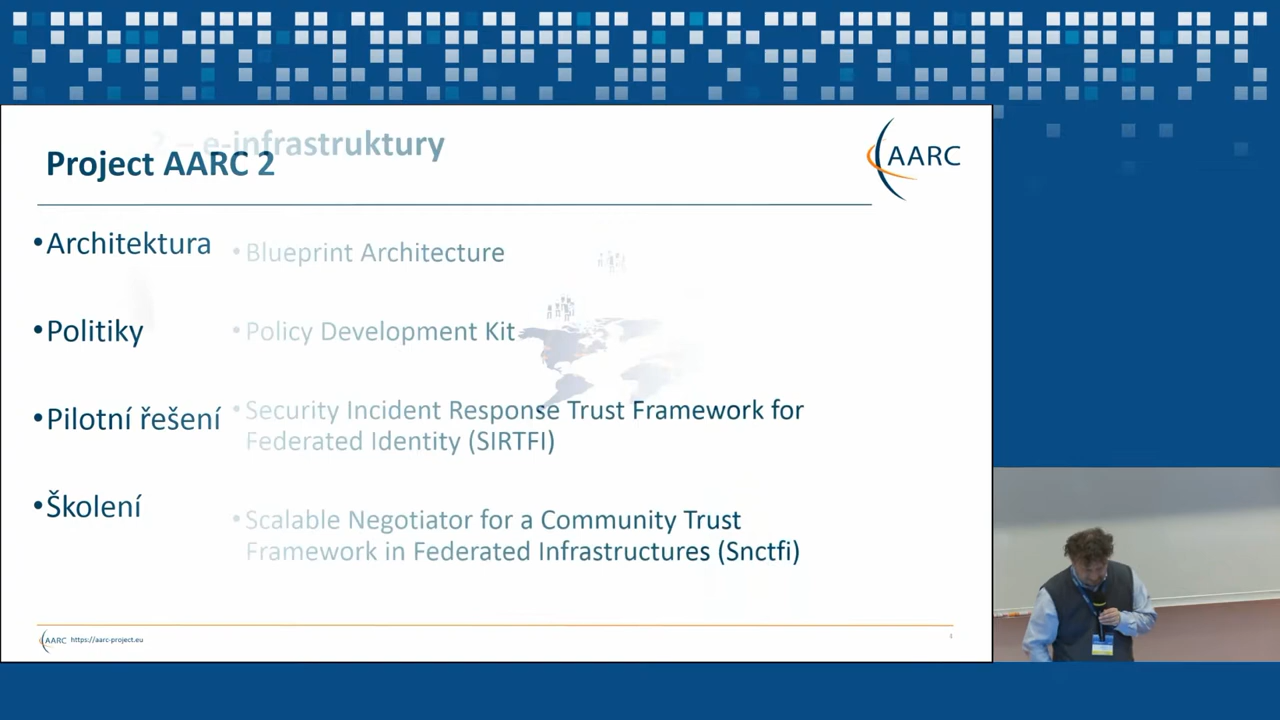 2 – e-infrastruktury
Project AARC 2
AARC
•Architektura
•Blueprint Architecture
•Politiky
•Policy Development Kit
•Pilotní řešení
•Security Incident Response Trust Framework for
Federated Identity (SIRTFI)
•Školení
•Scalable Negotiator for a Community Trust
Framework in Federated Infrastructures (Snctfi)
AARC https://aarc-project.eu